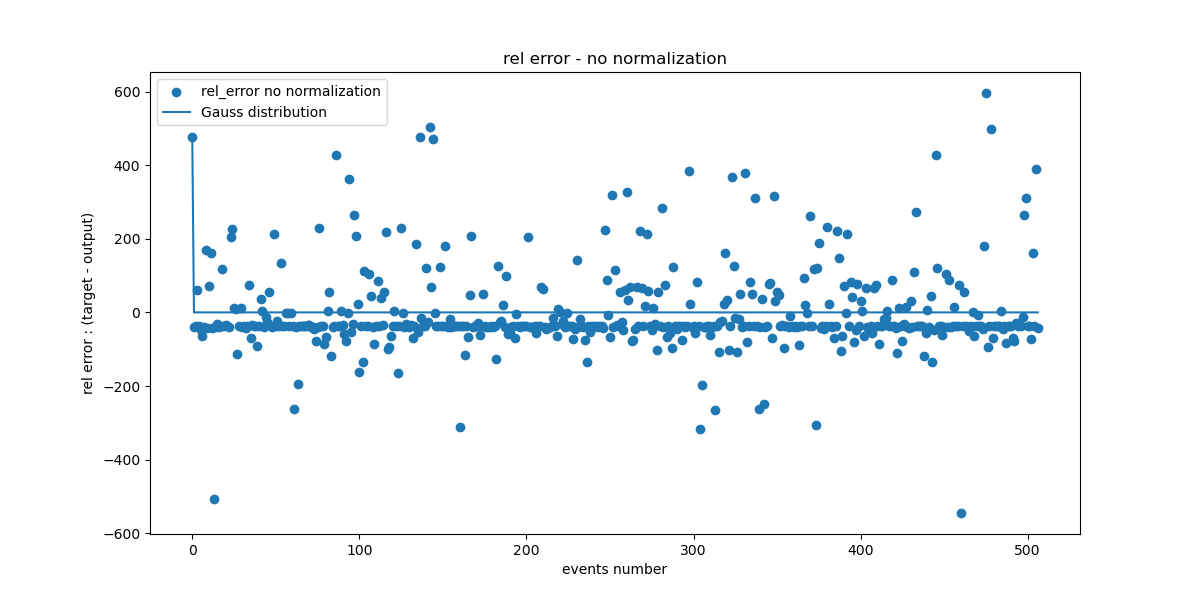 rel error - no normalization
rel_error no normalization
Gauss distribution
rel error : (target - output)
600
400
200
0
−200
−400
−600
0
100
200
300
400
500
events number